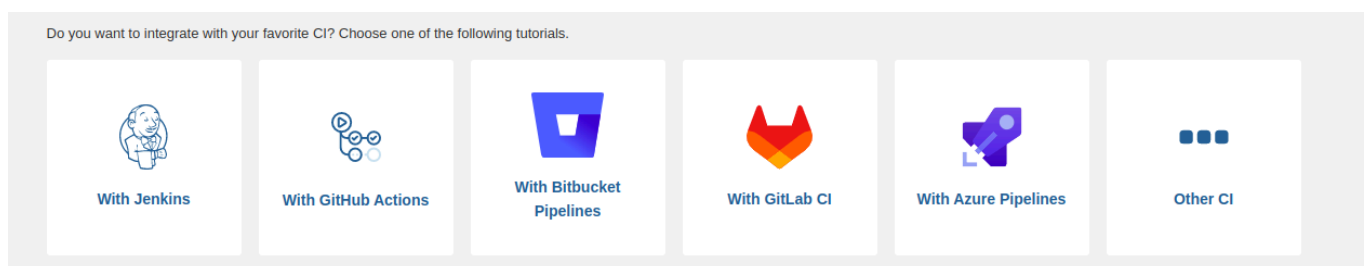 Do you want to integrate with your favorite CI? Choose one of the following tutorials.
With Jenkins
With GitHub Actions
With Bitbucket
Pipelines
With GitLab CI
With Azure Pipelines
Other CI